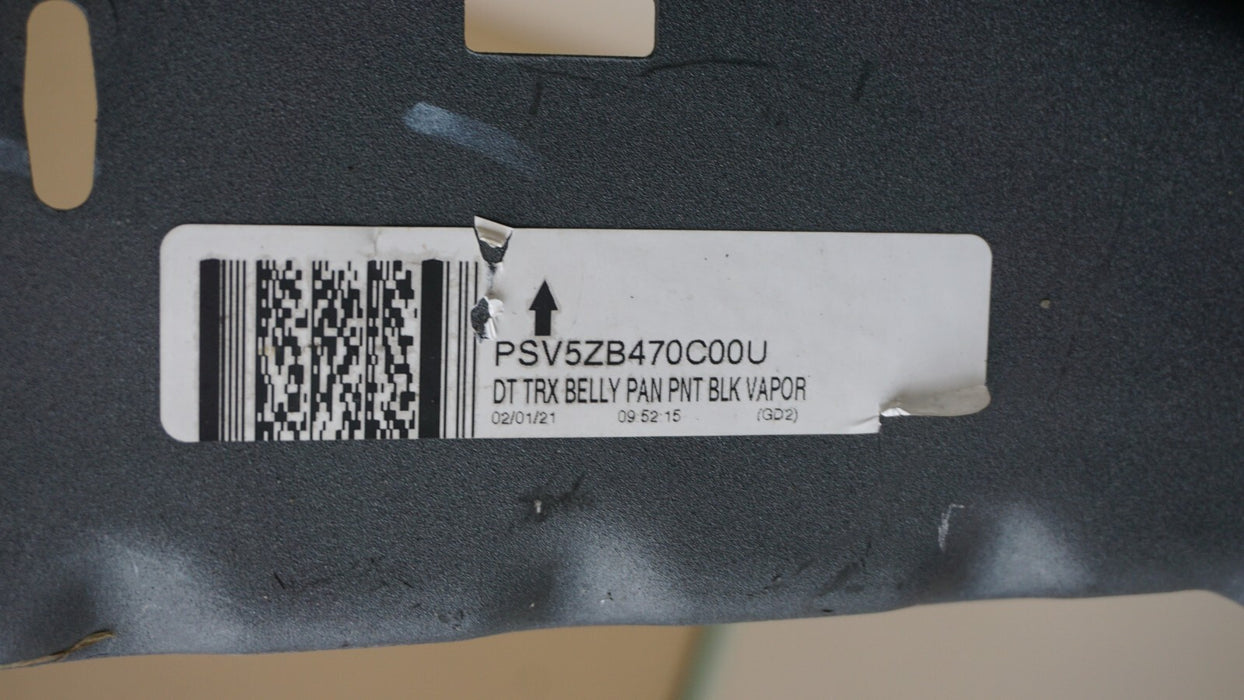 PSV5ZB470C00U
DT TRX BELLY PAN PNT BLK VAPOR
02/01/21 09:52:15 (GD2)